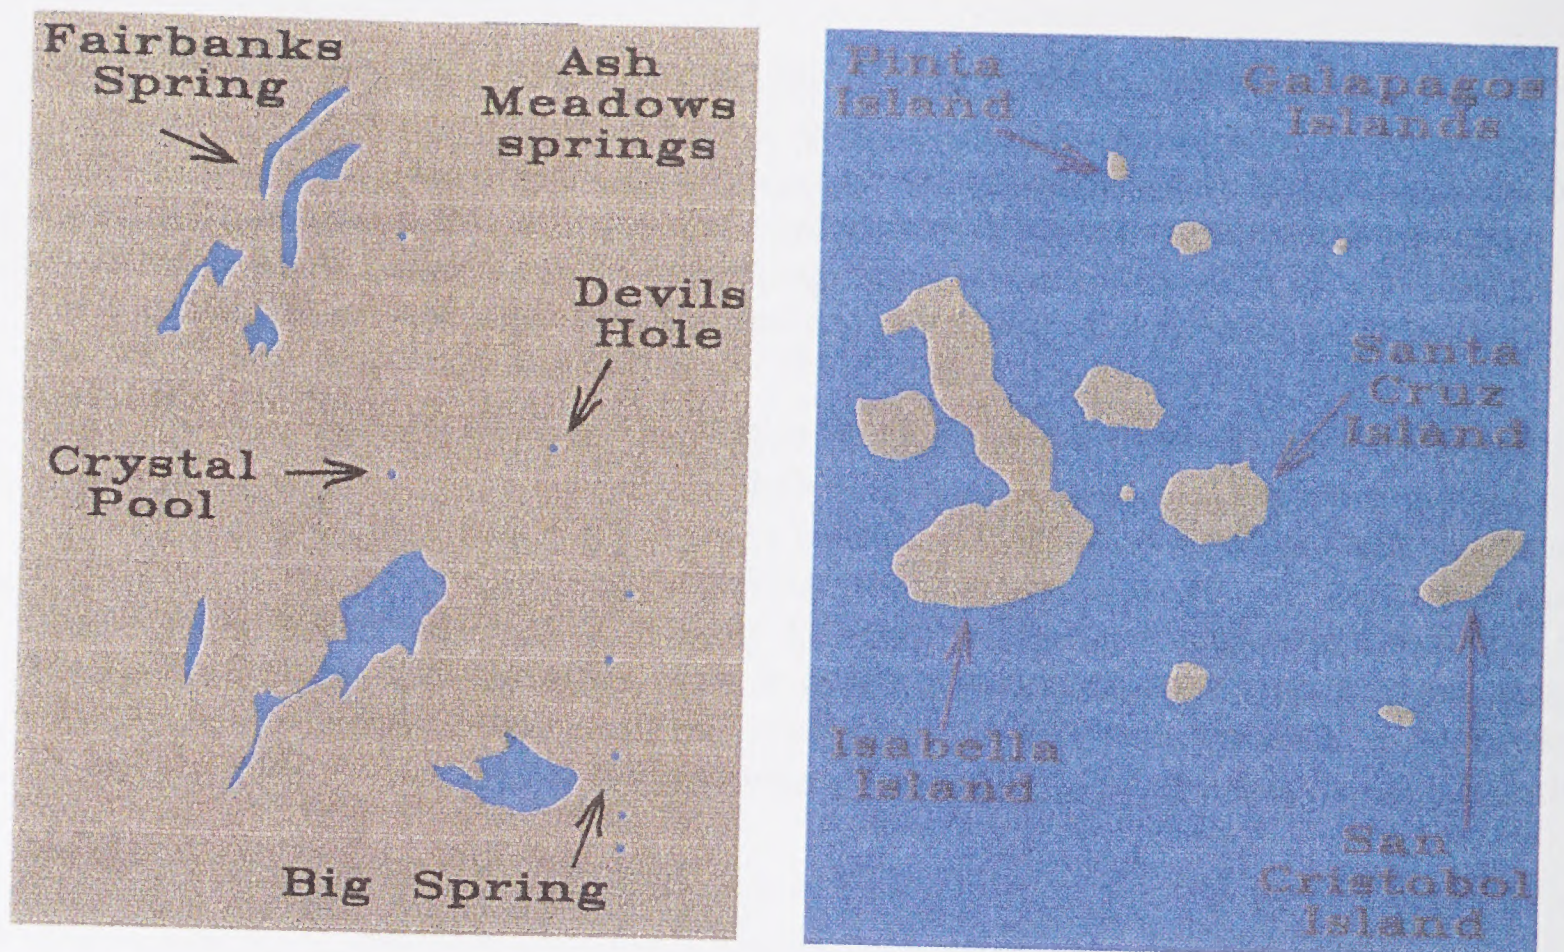 Fairbanks
Spring
Ash
Meadows
springs
Devils
Hole
Crystal
Pool
Big Spring
Pinta
Island
Galapagos
Islands
Santa
Cruz
Island
Isabella
Island
San
Cristobol
Island